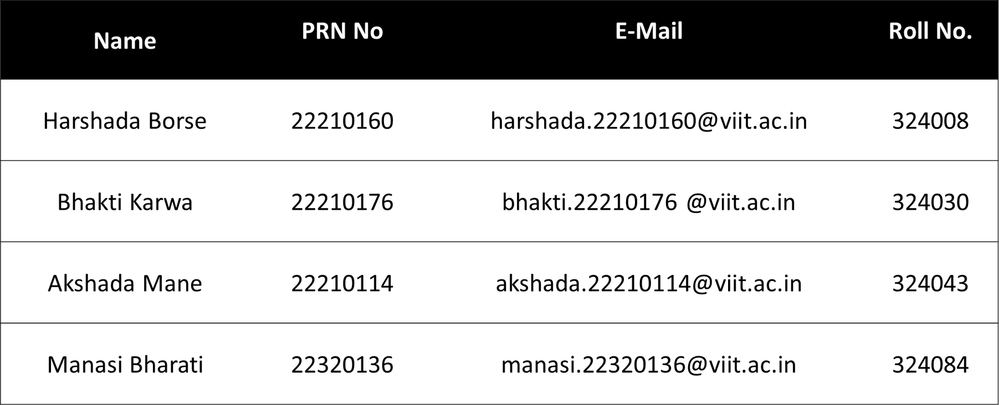 Name PRN No E-Mail Roll No.
Harshada Borse 22210160 harshada.22210160@viit.ac.in 324008
Bhakti Karwa 22210176 bhakti.22210176 @viit.ac.in 324030
Akshada Mane 22210114 akshada.22210114@viit.ac.in 324043
Manasi Bharati 22320136 manasi.22320136@viit.ac.in 324084